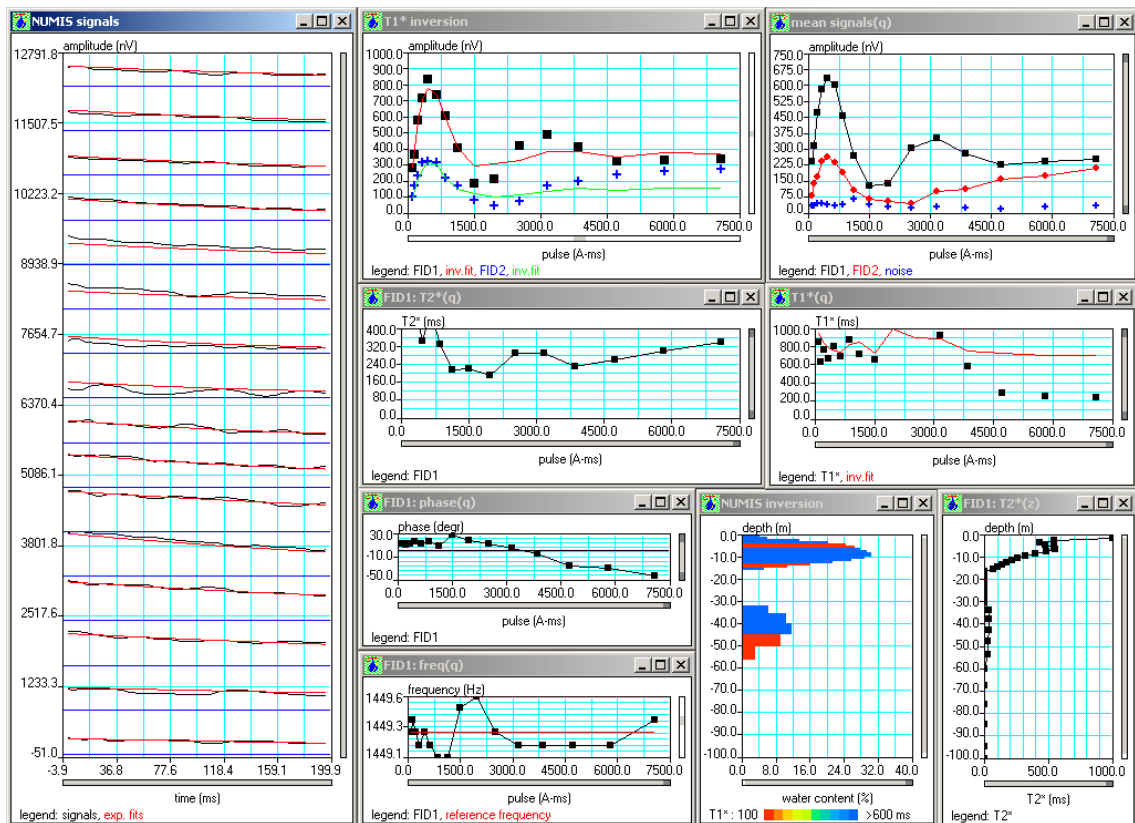 NUMIS signals
amplitude (nV)
12791.8
11507.5
10223.2
8938.9
7654.7
6370.4
5086.1
3801.8
2517.6
1233.3
-51.0
-3.9 36.8 77.6 118.4 159.1 199.9
time (ms)
legend: signals, exp. fits
T1* inversion
amplitude (nV)
1000.0
900.0
800.0
700.0
600.0
500.0
400.0
300.0
200.0
100.0
0.0
0.0 1500.0 3000.0 4500.0 6000.0 7500.0
pulse (A-ms)
legend: FID1, inv.fit, FID2, inv.fit
mean signals(q)
amplitude (nV)
750.0
675.0
600.0
525.0
450.0
375.0
300.0
225.0
150.0
75.0
0.0
0.0 1500.0 3000.0 4500.0 6000.0 7500.0
pulse (A-ms)
legend: FID1, FID2, noise
FID1: T2*(q)
T2* (ms)
400.0
320.0
240.0
160.0
80.0
0.0
0.0 1500.0 3000.0 4500.0 6000.0 7500.0
pulse (A-ms)
legend: FID1
T1*(q)
T1* (ms)
1000.0
800.0
600.0
400.0
200.0
0.0
0.0 1500.0 3000.0 4500.0 6000.0 7500.0
pulse (A-ms)
legend: T1*, inv.fit
FID1: phase(q)
phase (degr)
30.0
-10.0
-50.0
0.0 1500.0 3000.0 4500.0 6000.0 7500.0
pulse (A-ms)
legend: FID1
FID1: freq(q)
frequency (Hz)
1449.6
1449.3
1449.1
0.0 1500.0 3000.0 4500.0 6000.0 7500.0
pulse (A-ms)
legend: FID1, reference frequency
NUMIS inversion
depth (m)
0.0
-10.0
-20.0
-30.0
-40.0
-50.0
-60.0
-70.0
-80.0
-90.0
-100.0
0.0 8.0 16.0 24.0 32.0 40.0
water content (%)
T1* : 100 >600 ms
FID1: T2*(z)
depth (m)
0.0
-10.0
-20.0
-30.0
-40.0
-50.0
-60.0
-70.0
-80.0
-90.0
-100.0
0.0 500.0 1000.0
T2* (ms)
legend: T2*